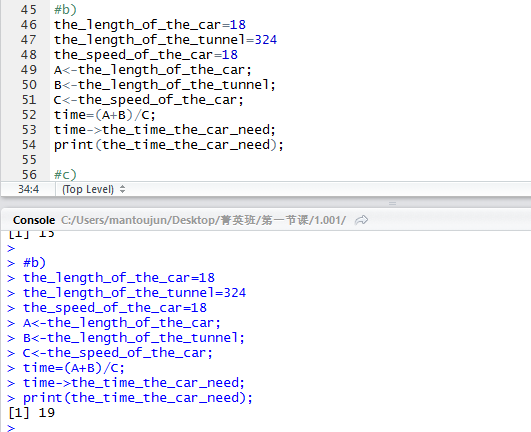 45 #b)
46 the_length_of_the_car=18
47 the_length_of_the_tunnel=324
48 the_speed_of_the_car=18
49 A<-the_length_of_the_car;
50 B<-the_length_of_the_tunnel;
51 C<-the_speed_of_the_car;
52 time=(A+B)/C;
53 time->the_time_the_car_need;
54 print(the_time_the_car_need);
55
56 #c)
34:4 (Top Level)
Console C:/Users/mantoujun/Desktop/菁英班/第一节课/1.001/
[1] 15
>
> #b)
> the_length_of_the_car=18
> the_length_of_the_tunnel=324
> the_speed_of_the_car=18
> A<-the_length_of_the_car;
> B<-the_length_of_the_tunnel;
> C<-the_speed_of_the_car;
> time=(A+B)/C;
> time->the_time_the_car_need;
> print(the_time_the_car_need);
[1] 19
>